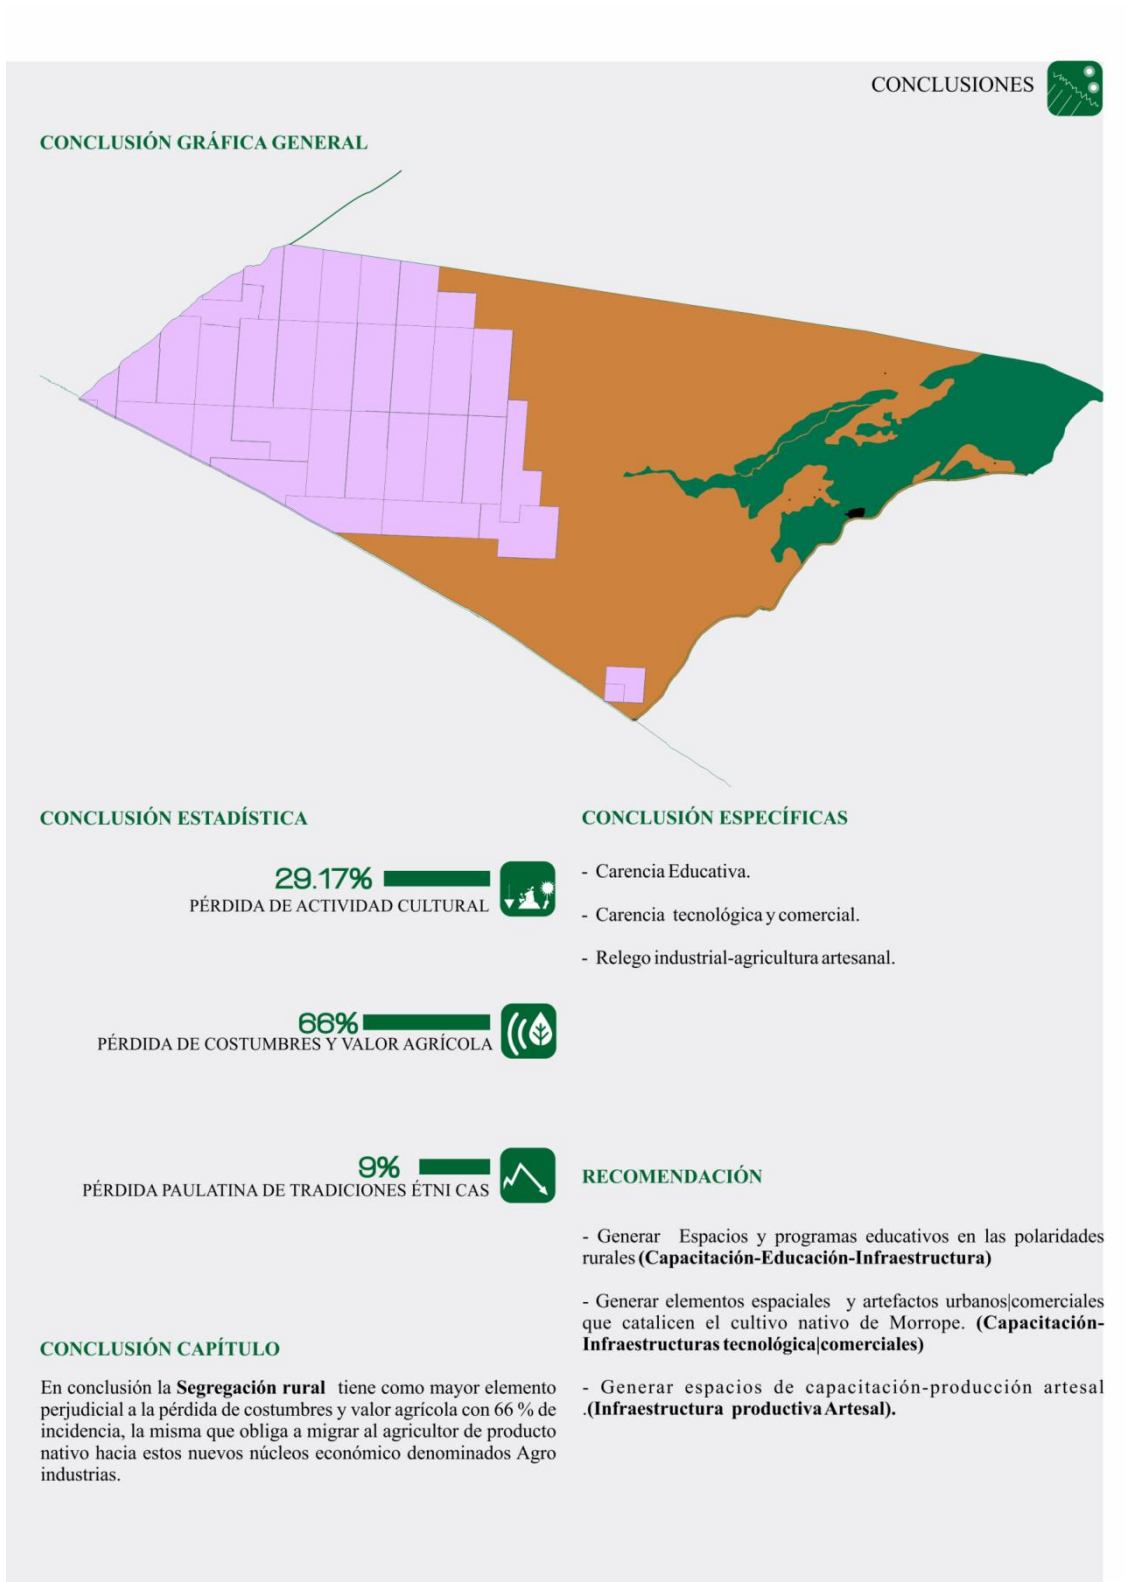 CONCLUSIONES
CONCLUSIÓN GRÁFICA GENERAL
CONCLUSIÓN ESTADÍSTICA
29.17%
PÉRDIDA DE ACTIVIDAD CULTURAL
66%
PÉRDIDA DE COSTUMBRES Y VALOR AGRÍCOLA
9%
PÉRDIDA PAULATINA DE TRADICIONES ÉTNI CAS
CONCLUSIÓN CAPÍTULO
En conclusión la Segregación rural tiene como mayor elemento
perjudicial a la pérdida de costumbres y valor agrícola con 66 % de
incidencia, la misma que obliga a migrar al agricultor de producto
nativo hacia estos nuevos núcleos económico denominados Agro
industrias.
CONCLUSIÓN ESPECÍFICAS
- Carencia Educativa.
- Carencia tecnológica y comercial.
- Relego industrial-agricultura artesanal.
RECOMENDACIÓN
- Generar Espacios y programas educativos en las polaridades
rurales (Capacitación-Educación-Infraestructura)
- Generar elementos espaciales y artefactos urbanos|comerciales
que catalicen el cultivo nativo de Morrope. (Capacitación-
Infraestructuras tecnológica|comerciales)
- Generar espacios de capacitación-producción artesal
.(Infraestructura productiva Artesal).